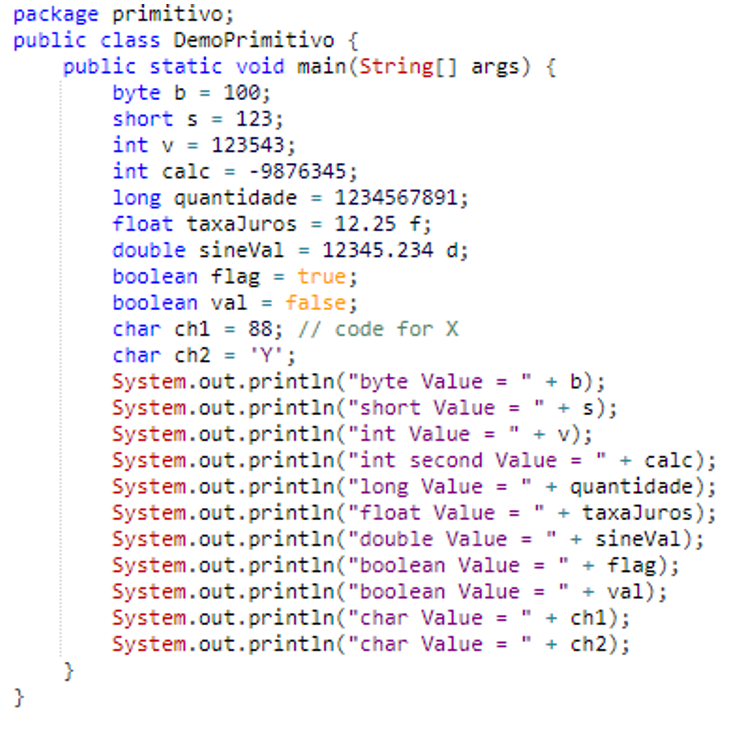 package primitivo;
public class DemoPrimitivo {
    public static void main(String[] args) {
        byte b = 100;
        short s = 123;
        int v = 123543;
        int calc = -9876345;
        long quantidade = 1234567891;
        float taxaJuros = 12.25 f;
        double sineVal = 12345.234 d;
        boolean flag = true;
        boolean val = false;
        char ch1 = 88; // code for X
        char ch2 = 'Y';
        System.out.println("byte Value = " + b);
        System.out.println("short Value = " + s);
        System.out.println("int Value = " + v);
        System.out.println("int second Value = " + calc);
        System.out.println("long Value = " + quantidade);
        System.out.println("float Value = " + taxaJuros);
        System.out.println("double Value = " + sineVal);
        System.out.println("boolean Value = " + flag);
        System.out.println("boolean Value = " + val);
        System.out.println("char Value = " + ch1);
        System.out.println("char Value = " + ch2);
    }
}